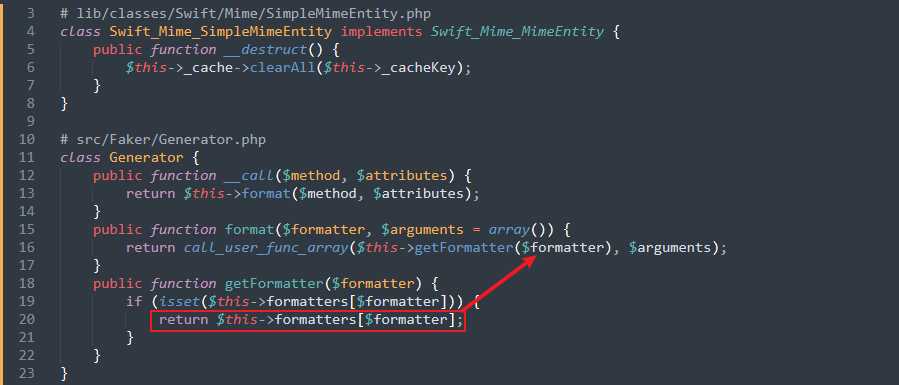 3 # lib/classes/Swift/Mime/SimpleMimeEntity.php
4 class Swift_Mime_SimpleMimeEntity implements Swift_Mime_MimeEntity {
5 public function __destruct() {
6 $this->_cache->clearAll($this->_cacheKey);
7 }
8 }
9
10 # src/Faker/Generator.php
11 class Generator {
12 public function __call($method, $attributes) {
13 return $this->format($method, $attributes);
14 }
15 public function format($formatter, $arguments = array()) {
16 return call_user_func_array($this->getFormatter($formatter), $arguments);
17 }
18 public function getFormatter($formatter) {
19 if (isset($this->formatters[$formatter])) {
20 return $this->formatters[$formatter];
21 }
22 }
23 }